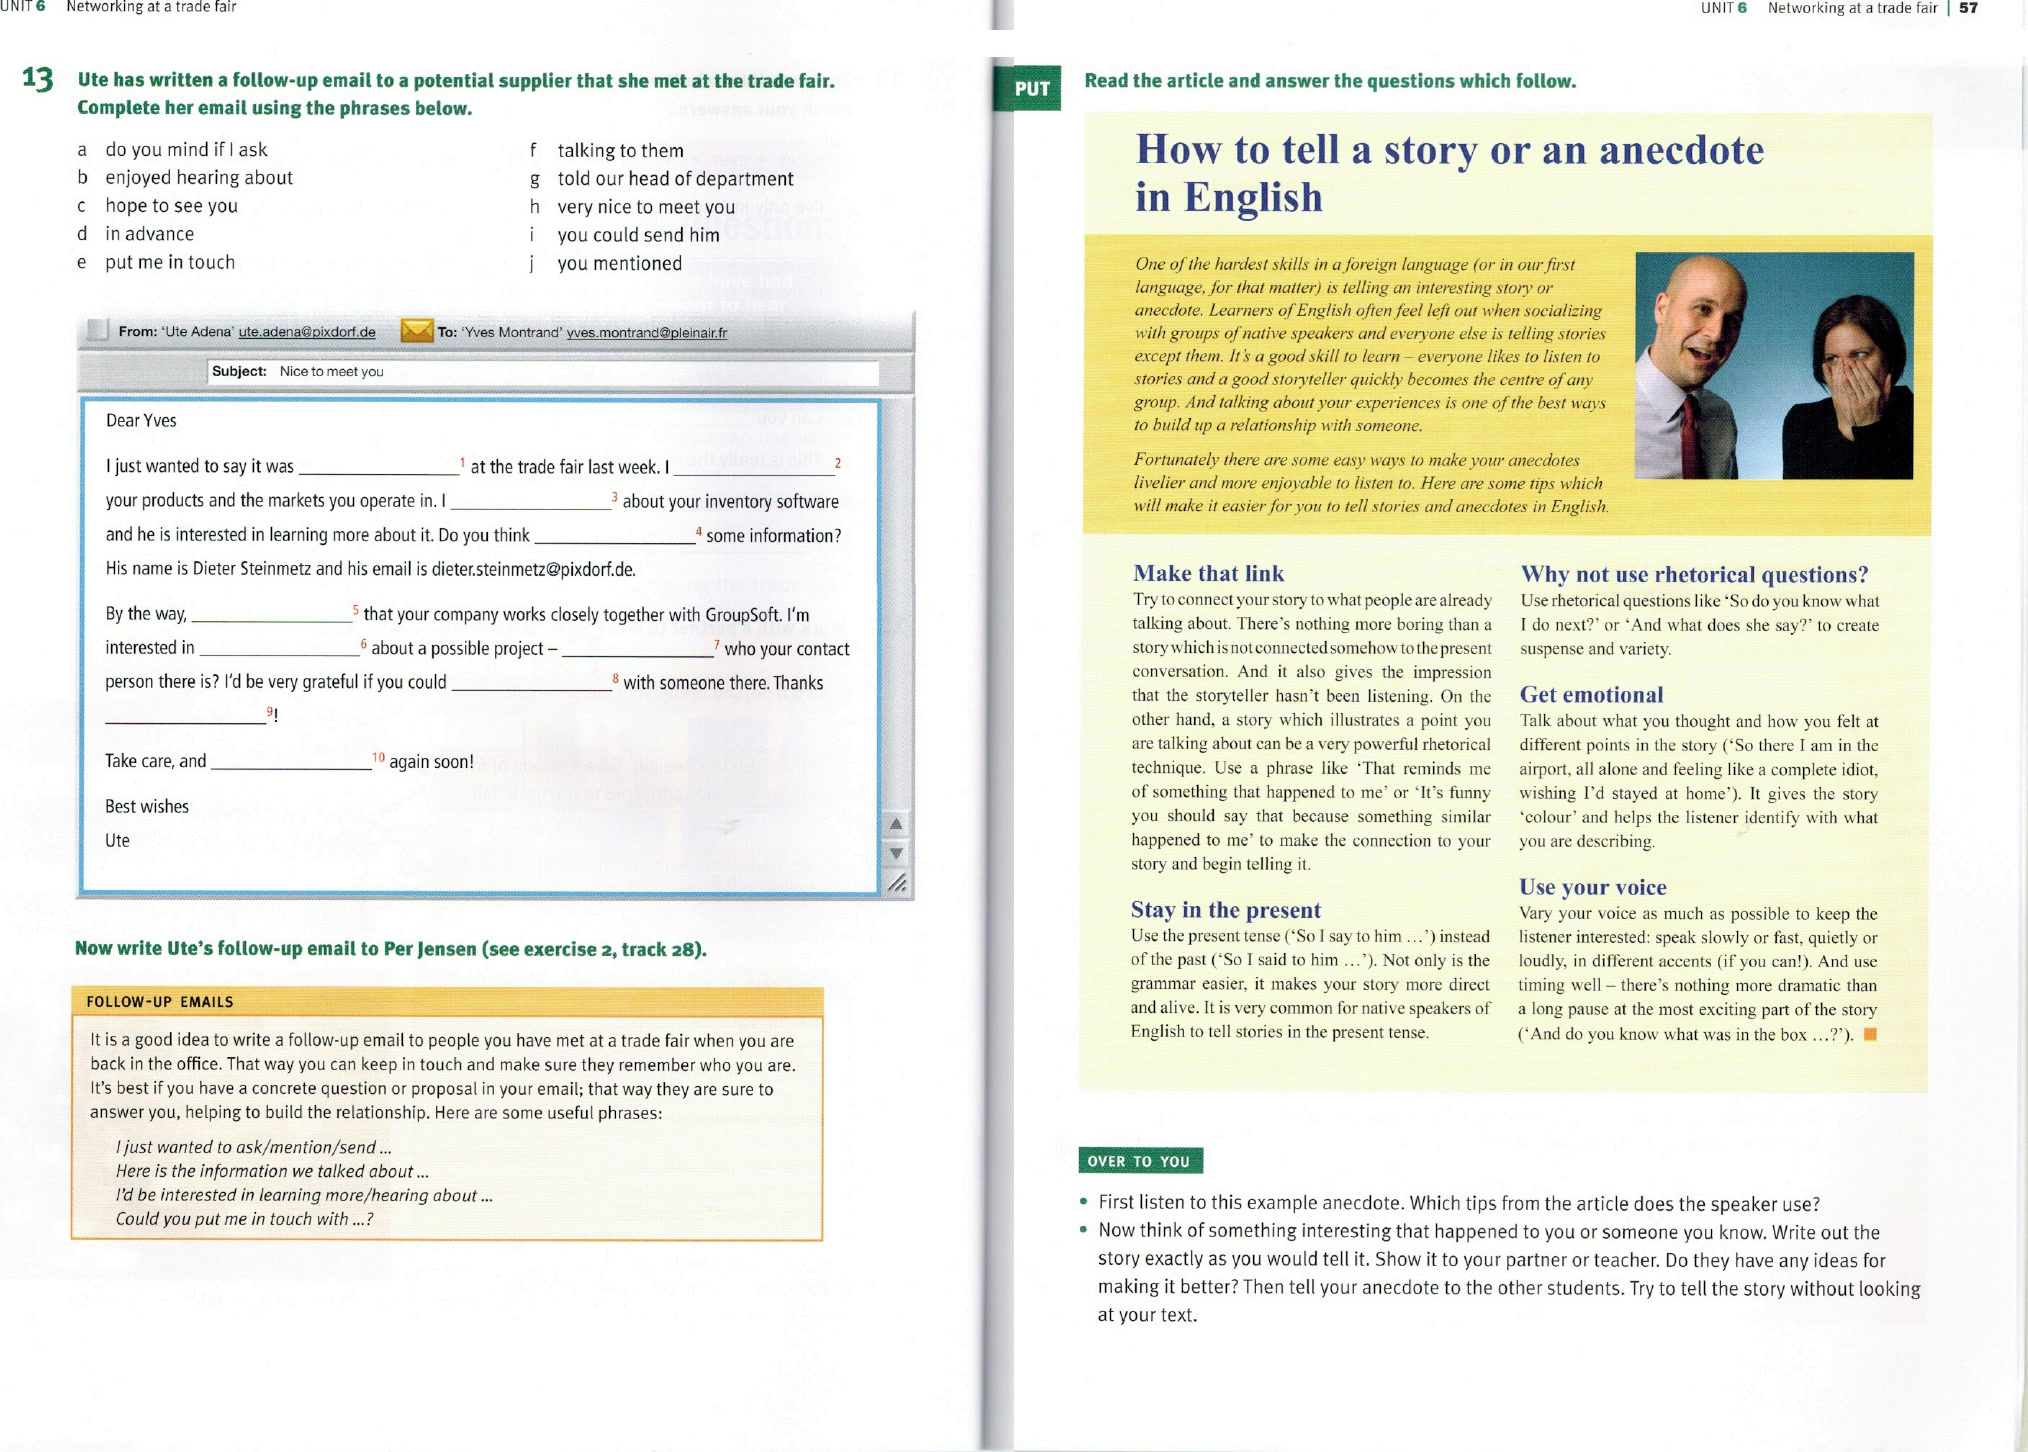 UNIT 6 Networking at a trade fair
13 Ute has written a follow-up email to a potential supplier that she met at the trade fair.
Complete her email using the phrases below.
a do you mind if I ask
b enjoyed hearing about
c hope to see you
d in advance
e put me in touch
f talking to them
g told our head of department
h very nice to meet you
i you could send him
j you mentioned
From: 'Ute Adena' ute.adena@pixdorf.de To: 'Yves Montrand' yves.montrand@pleinair.fr
Subject: Nice to meet you
Dear Yves
I just wanted to say it was ________________ 1 at the trade fair last week. I ________________ 2
your products and the markets you operate in. I ________________ 3 about your inventory software
and he is interested in learning more about it. Do you think ________________ 4 some information?
His name is Dieter Steinmetz and his email is dieter.steinmetz@pixdorf.de.
By the way, ________________ 5 that your company works closely together with GroupSoft. I'm
interested in ________________ 6 about a possible project – ________________ 7 who your contact
person there is? I'd be very grateful if you could ________________ 8 with someone there. Thanks
________________ 9!
Take care, and ________________ 10 again soon!
Best wishes
Ute
Now write Ute's follow-up email to Per Jensen (see exercise 2, track 28).
FOLLOW-UP EMAILS
It is a good idea to write a follow-up email to people you have met at a trade fair when you are
back in the office. That way you can keep in touch and make sure they remember who you are.
It's best if you have a concrete question or proposal in your email; that way they are sure to
answer you, helping to build the relationship. Here are some useful phrases:
I just wanted to ask/mention/send ...
Here is the information we talked about ...
I'd be interested in learning more/hearing about ...
Could you put me in touch with ...?
UNIT 6 Networking at a trade fair | 57
PUT
Read the article and answer the questions which follow.
How to tell a story or an anecdote
in English
One of the hardest skills in a foreign language (or in our first
language, for that matter) is telling an interesting story or
anecdote. Learners of English often feel left out when socializing
with groups of native speakers and everyone else is telling stories
except them. It's a good skill to learn – everyone likes to listen to
stories and a good storyteller quickly becomes the centre of any
group. And talking about your experiences is one of the best ways
to build up a relationship with someone.
Fortunately there are some easy ways to make your anecdotes
livelier and more enjoyable to listen to. Here are some tips which
will make it easier for you to tell stories and anecdotes in English.
Make that link
Try to connect your story to what people are already
talking about. There's nothing more boring than a
story which is not connected somehow to the present
conversation. And it also gives the impression
that the storyteller hasn't been listening. On the
other hand, a story which illustrates a point you
are talking about can be a very powerful rhetorical
technique. Use a phrase like 'That reminds me
of something that happened to me' or 'It's funny
you should say that because something similar
happened to me' to make the connection to your
story and begin telling it.
Stay in the present
Use the present tense ('So I say to him ...') instead
of the past ('So I said to him ...'). Not only is the
grammar easier, it makes your story more direct
and alive. It is very common for native speakers of
English to tell stories in the present tense.
Why not use rhetorical questions?
Use rhetorical questions like 'So do you know what
I do next?' or 'And what does she say?' to create
suspense and variety.
Get emotional
Talk about what you thought and how you felt at
different points in the story ('So there I am in the
airport, all alone and feeling like a complete idiot,
wishing I'd stayed at home'). It gives the story
'colour' and helps the listener identify with what
you are describing.
Use your voice
Vary your voice as much as possible to keep the
listener interested: speak slowly or fast, quietly or
loudly, in different accents (if you can!). And use
timing well – there's nothing more dramatic than
a long pause at the most exciting part of the story
('And do you know what was in the box ...?').
OVER TO YOU
• First listen to this example anecdote. Which tips from the article does the speaker use?
• Now think of something interesting that happened to you or someone you know. Write out the
story exactly as you would tell it. Show it to your partner or teacher. Do they have any ideas for
making it better? Then tell your anecdote to the other students. Try to tell the story without looking
at your text.